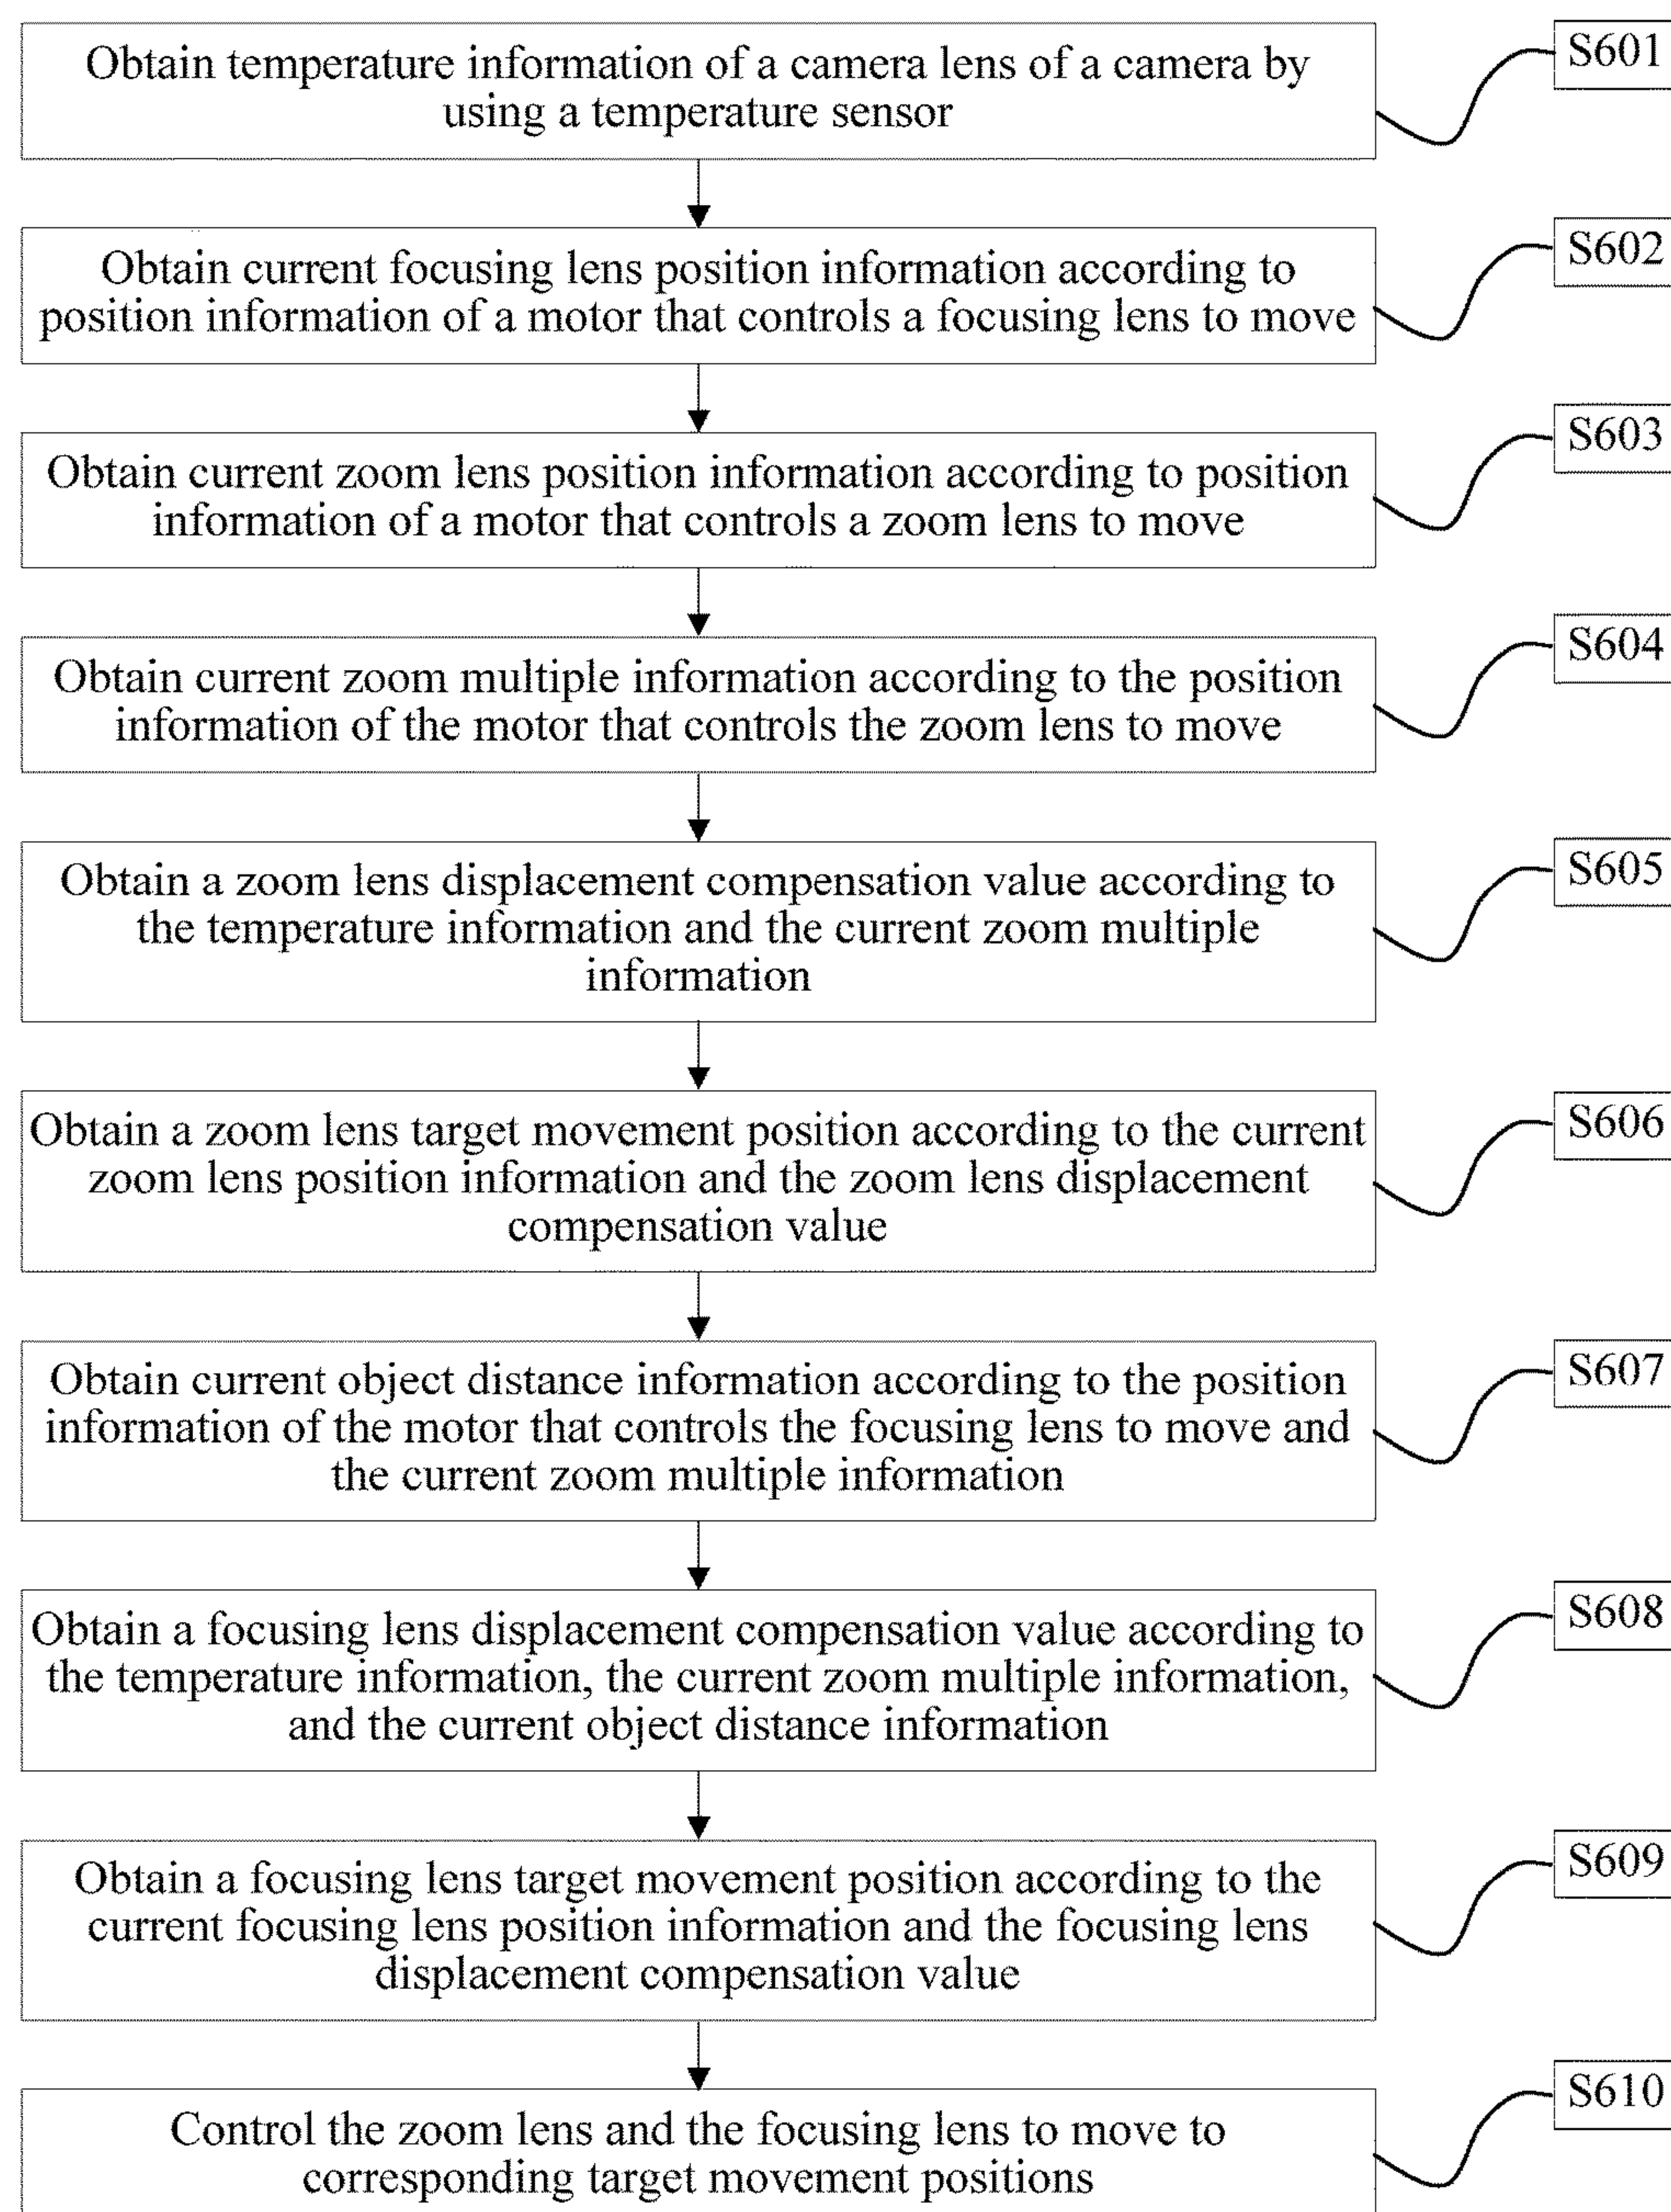 Obtain temperature information of a camera lens of a camera by
using a temperature sensor
S601
Obtain current focusing lens position information according to
position information of a motor that controls a focusing lens to move
S602
Obtain current zoom lens position information according to position
information of a motor that controls a zoom lens to move
S603
Obtain current zoom multiple information according to the position
information of the motor that controls the zoom lens to move
S604
Obtain a zoom lens displacement compensation value according to
the temperature information and the current zoom multiple
information
S605
Obtain a zoom lens target movement position according to the current
zoom lens position information and the zoom lens displacement
compensation value
S606
Obtain current object distance information according to the position
information of the motor that controls the focusing lens to move and
the current zoom multiple information
S607
Obtain a focusing lens displacement compensation value according to
the temperature information, the current zoom multiple information,
and the current object distance information
S608
Obtain a focusing lens target movement position according to the
current focusing lens position information and the focusing lens
displacement compensation value
S609
Control the zoom lens and the focusing lens to move to
corresponding target movement positions
S610